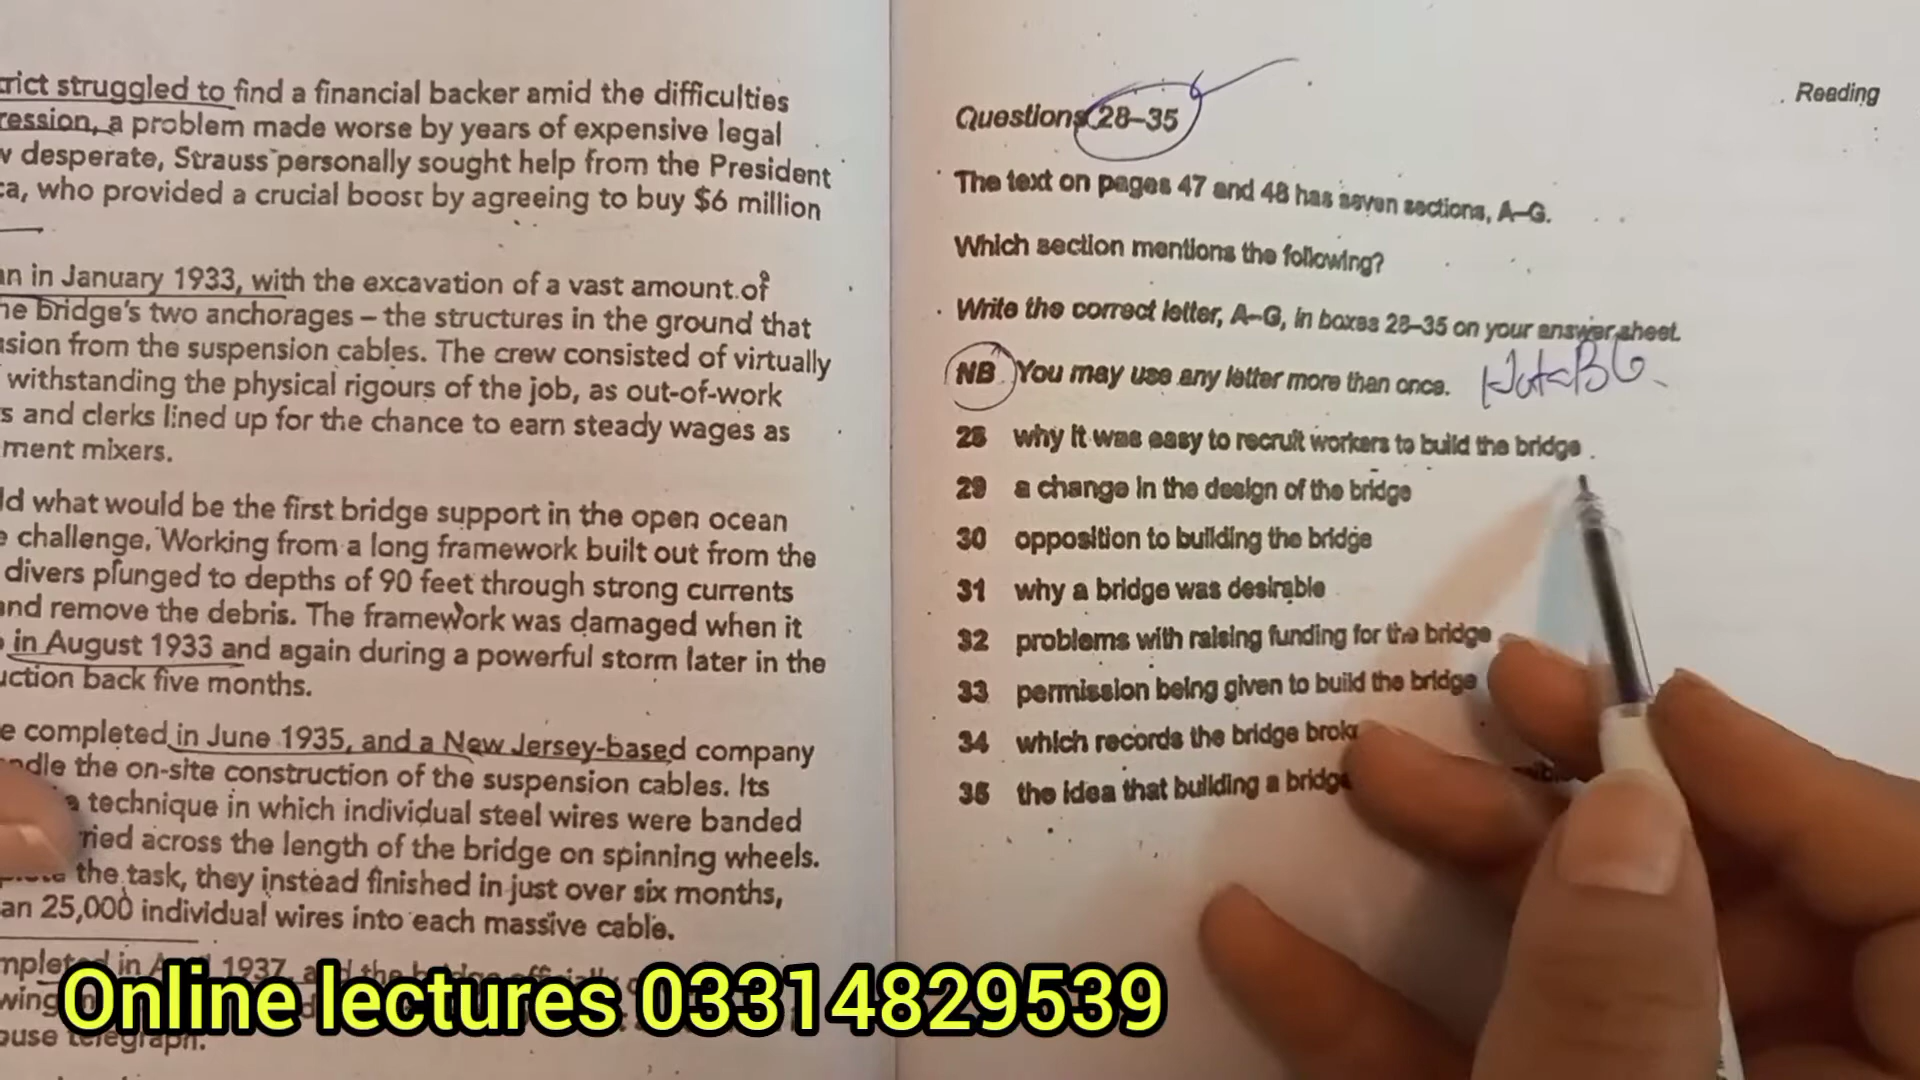 struggled to find a financial backer amid the difficulties
a problem made worse by years of expensive legal
desperate, Strauss personally sought help from the President
who provided a crucial boost by agreeing to buy $6 million
in January 1933, with the excavation of a vast amount of
bridge's two anchorages – the structures in the ground that
from the suspension cables. The crew consisted of virtually
withstanding the physical rigours of the job, as out-of-work
and clerks lined up for the chance to earn steady wages as
mixers.
what would be the first bridge support in the open ocean
challenge. Working from a long framework built out from the
divers plunged to depths of 90 feet through strong currents
and remove the debris. The framework was damaged when it
in August 1933 and again during a powerful storm later in the
back five months.
completed in June 1935, and a New Jersey-based company
the on-site construction of the suspension cables. Its
technique in which individual steel wires were banded
across the length of the bridge on spinning wheels.
the task, they instead finished in just over six months,
25,000 individual wires into each massive cable.
in 1937, the
telegraph.
Reading
Questions 28–35
The text on pages 47 and 48 has seven sections, A–G.
Which section mentions the following?
Write the correct letter, A–G, in boxes 28–35 on your answer sheet.
NB You may use any letter more than once.
28 why it was easy to recruit workers to build the bridge
29 a change in the design of the bridge
30 opposition to building the bridge
31 why a bridge was desirable
32 problems with raising funding for the bridge
33 permission being given to build the bridge
34 which records the bridge
35 the idea that building a bridge
Online lectures 03314829539